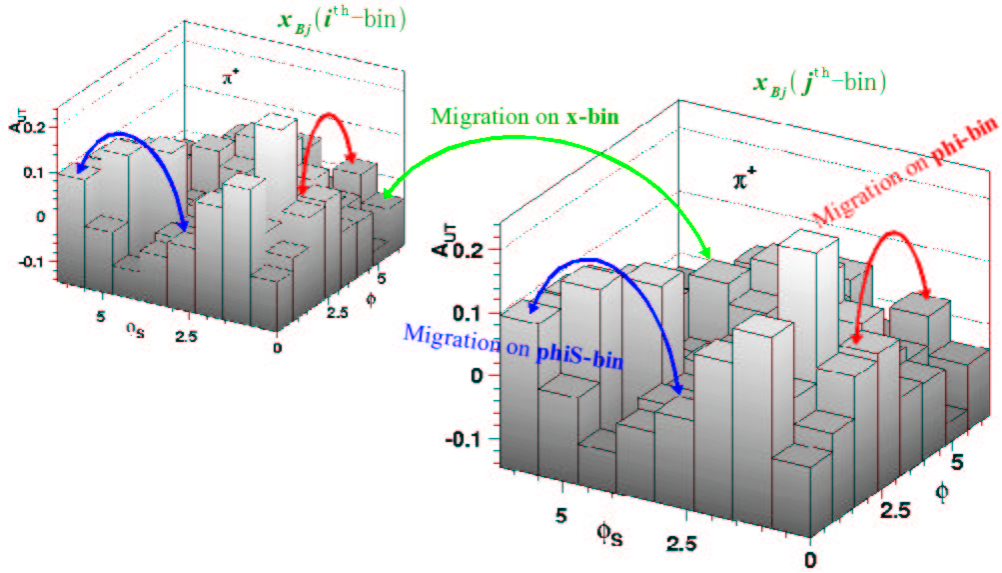 x_Bj (i^th-bin)
π+
A_UT
0.2
0.1
0
-0.1
5
φ_S
2.5
0
2.5
5
φ
Migration on x-bin
x_Bj (j^th-bin)
π+
Migration on phi-bin
A_UT
0.2
0.1
0
-0.1
Migration on phiS-bin
5
φ_S
2.5
0
2.5
5
φ